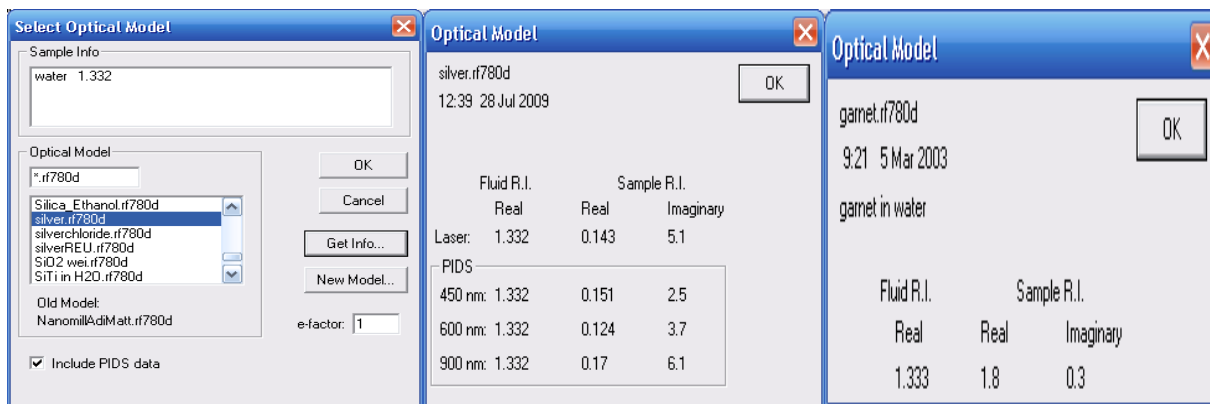 Select Optical Model
Sample Info
water 1.332
Optical Model
*.rf780d
Silica_Ethanol.rf780d
silver.rf780d
silverchloride.rf780d
silverREU.rf780d
SiO2 wei.rf780d
SiTi in H2O.rf780d
Old Model:
NanomillAdiMatt.rf780d
Include PIDS data
OK
Cancel
Get Info...
New Model...
e-factor: 1
Optical Model
silver.rf780d
12:39 28 Jul 2009
OK
Fluid R.I. Sample R.I.
Real Real Imaginary
Laser: 1.332 0.143 5.1
PIDS
450 nm: 1.332 0.151 2.5
600 nm: 1.332 0.124 3.7
900 nm: 1.332 0.17 6.1
Optical Model
garnet.rf780d
9:21 5 Mar 2003
OK
garnet in water
Fluid R.I. Sample R.I.
Real Real Imaginary
1.333 1.8 0.3